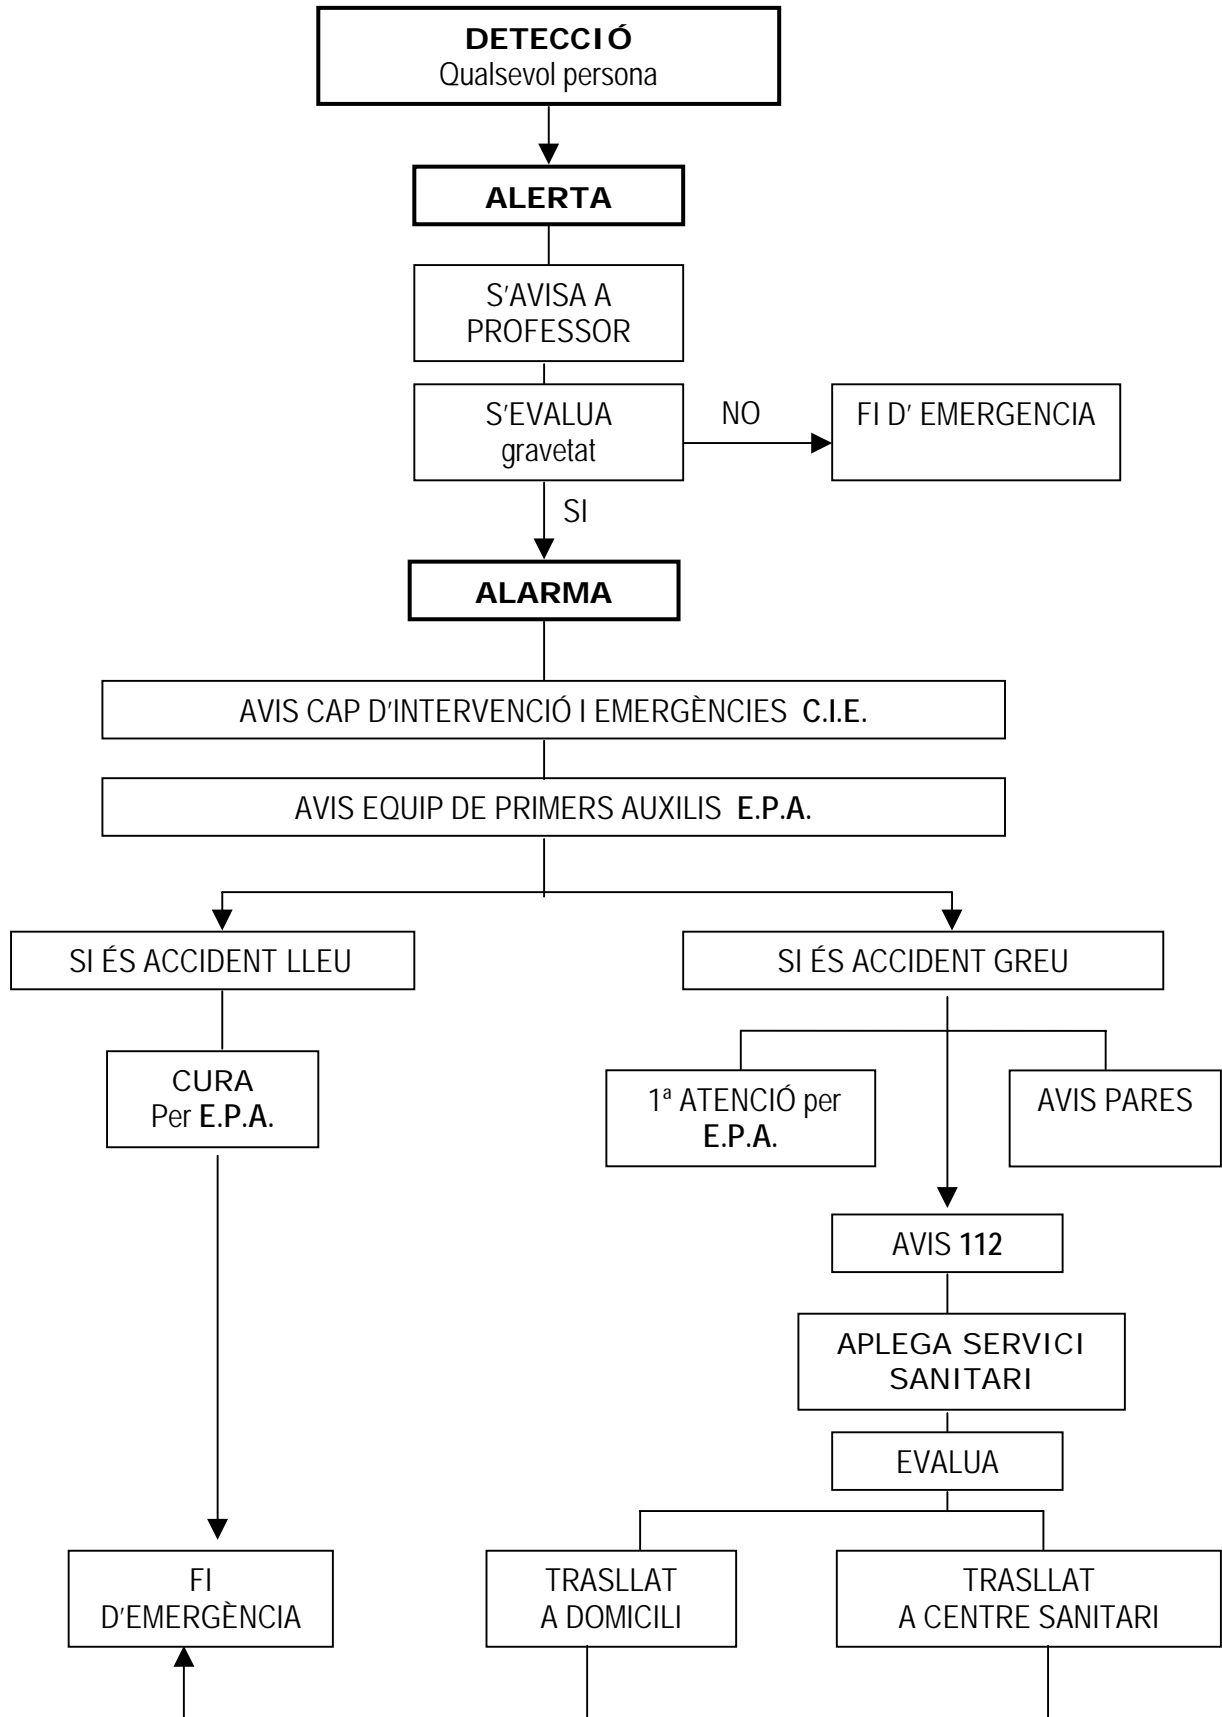 DETECCIÓ
Qualsevol persona
ALERTA
S'AVISA A
PROFESSOR
S'EVALUA
gravetat
NO
FI D' EMERGENCIA
SI
ALARMA
AVIS CAP D'INTERVENCIÓ I EMERGÈNCIES C.I.E.
AVIS EQUIP DE PRIMERS AUXILIS E.P.A.
SI ÉS ACCIDENT LLEU
SI ÉS ACCIDENT GREU
CURA
Per E.P.A.
1ª ATENCIÓ per
E.P.A.
AVIS PARES
AVIS 112
APLEGA SERVICI
SANITARI
EVALUA
FI
D'EMERGÈNCIA
TRASLLAT
A DOMICILI
TRASLLAT
A CENTRE SANITARI